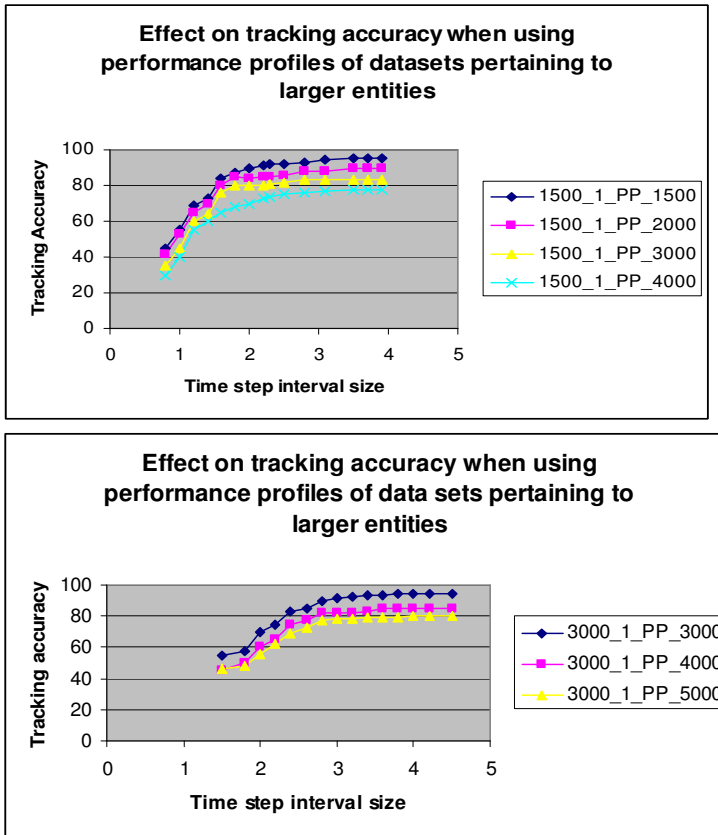 Effect on tracking accuracy when using
performance profiles of datasets pertaining to
larger entities
100
80
60
40
20
0
Tracking Accuracy
0 1 2 3 4 5
Time step interval size
1500_1_PP_1500
1500_1_PP_2000
1500_1_PP_3000
1500_1_PP_4000
Effect on tracking accuracy when using
performance profiles of data sets pertaining to
larger entities
100
80
60
40
20
0
Tracking accuracy
0 1 2 3 4 5
Time step interval size
3000_1_PP_3000
3000_1_PP_4000
3000_1_PP_5000